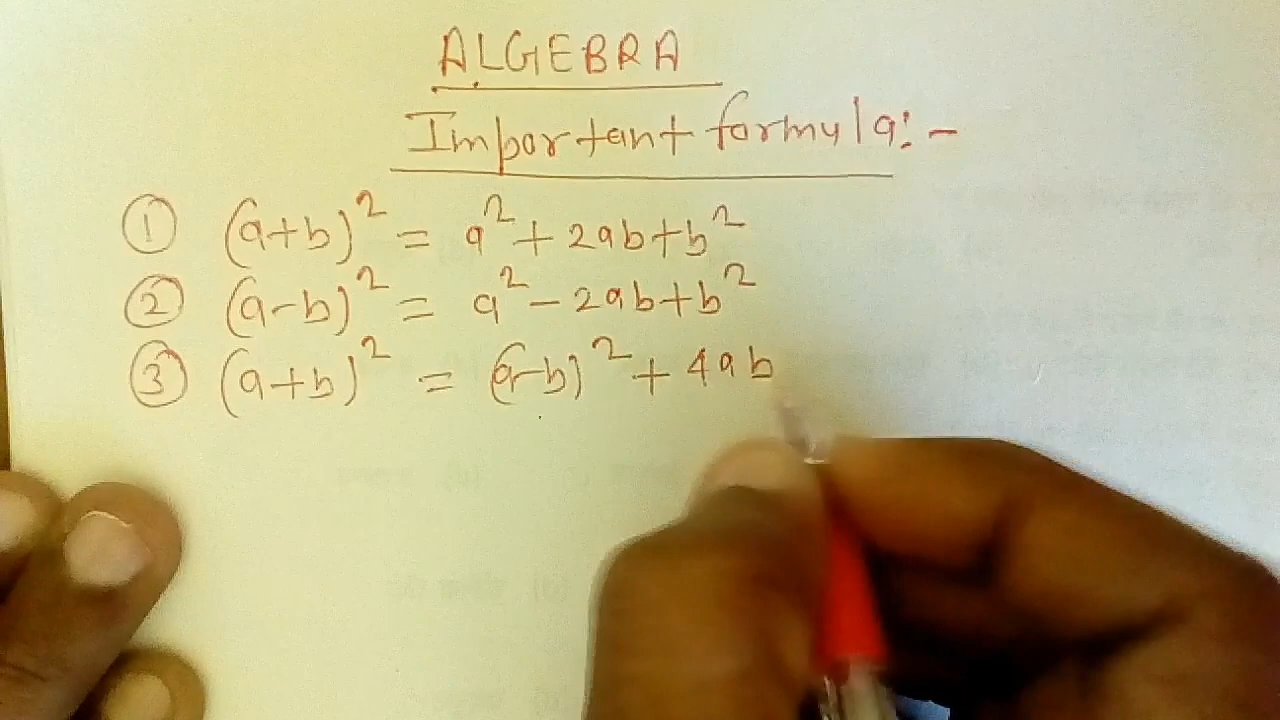 ALGEBRA
Important formula:-
① (a+b)² = a² + 2ab + b²
② (a-b)² = a² - 2ab + b²
③ (a+b)² = (a-b)² + 4ab